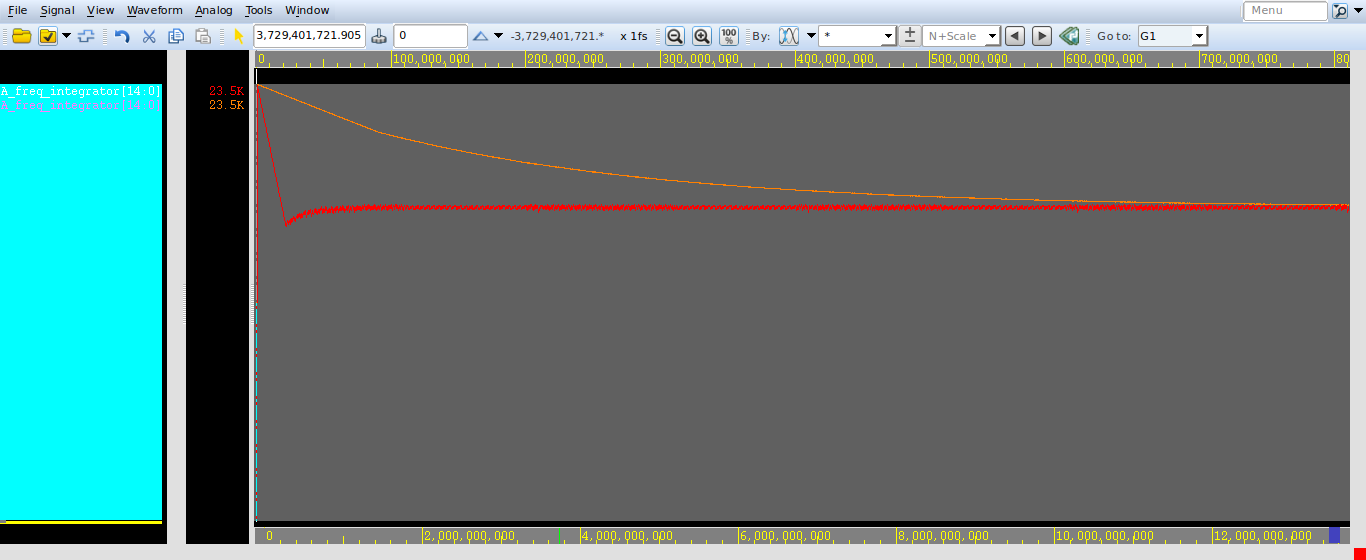 File Signal View Waveform Analog Tools Window Menu
3,729,401,721.905 0 -3,729,401,721.* x 1fs 100% By: * N+Scale Go to: G1
0 100,000,000 200,000,000 300,000,000 400,000,000 500,000,000 600,000,000 700,000,000 80
A_freq_integrator[14:0] 23.5K
23.5K
0 2,000,000,000 4,000,000,000 6,000,000,000 8,000,000,000 10,000,000,000 12,000,000,000